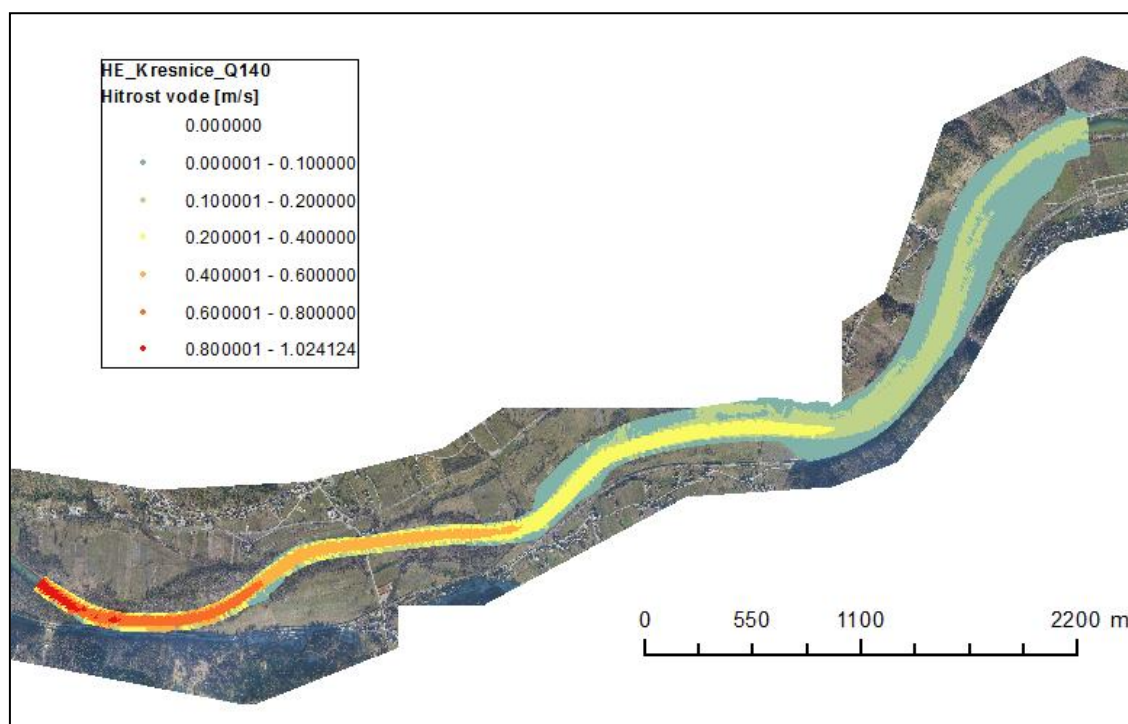 HE_Kresnice_Q140
Hitrost vode [m/s]
0.000000
0.000001 - 0.100000
0.100001 - 0.200000
0.200001 - 0.400000
0.400001 - 0.600000
0.600001 - 0.800000
0.800001 - 1.024124
0 550 1100 2200 m